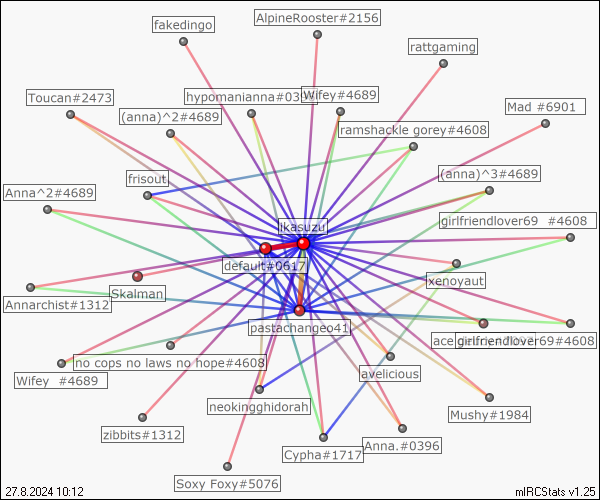 AlpineRooster#2156
fakedingo
rattgaming
Toucan#2473
hypomanianna#03
Wifey#4689
Mad #6901
(anna)^2#4689
ramshackle gorey#4608
frisout
(anna)^3#4689
Anna^2#4689
girlfriendlover69 #4608
ikasuzu
default#0617
xenoyaut
Skalman
Annarchist#1312
pastachangeo41
ace
girlfriendlover69#4608
no cops no laws no hope#4608
avelicious
Wifey #4689
neokingghidorah
Mushy#1984
zibbits#1312
Cypha#1717
Anna.#0396
Soxy Foxy#5076
27.8.2024 10:12
mIRCStats v1.25